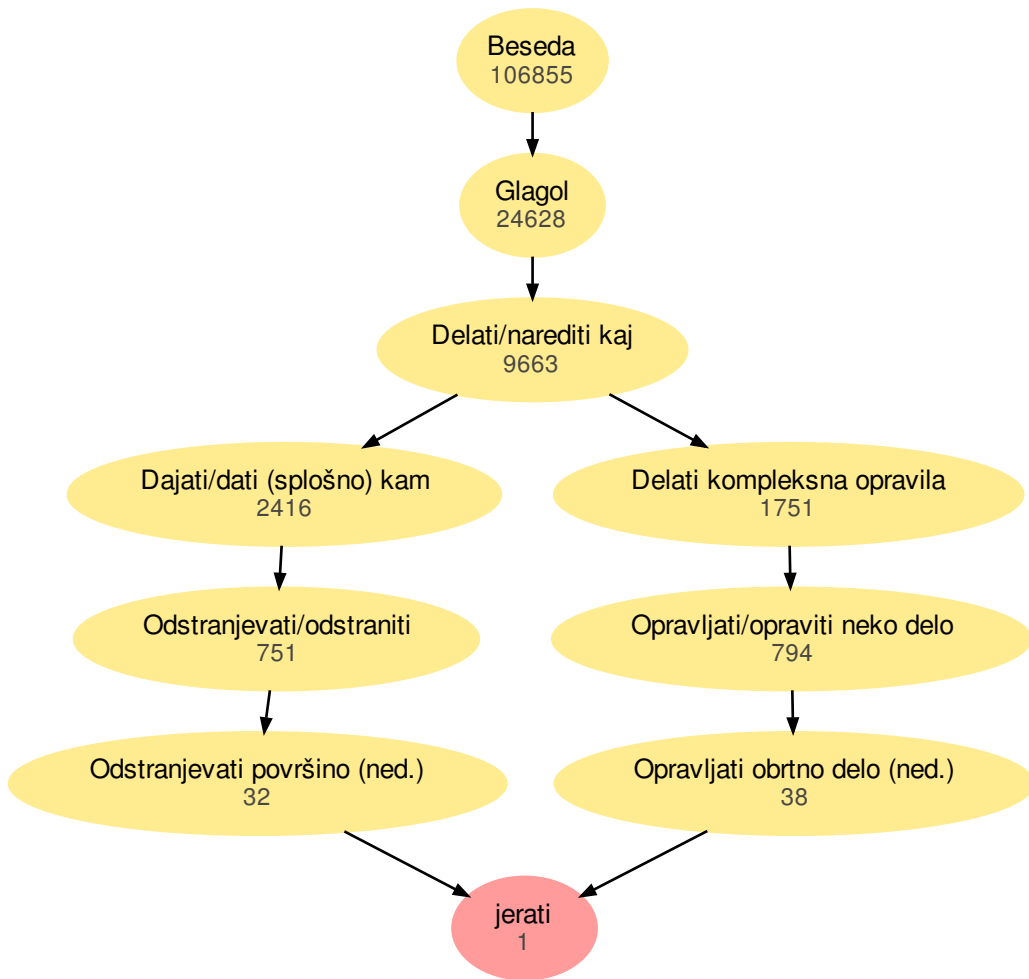 Beseda
106855
Glagol
24628
Delati/narediti kaj
9663
Dajati/dati (splošno) kam
2416
Delati kompleksna opravila
1751
Odstranjevati/odstraniti
751
Opravljati/opraviti neko delo
794
Odstranjevati površino (ned.)
32
Opravljati obrtno delo (ned.)
38
jerati
1